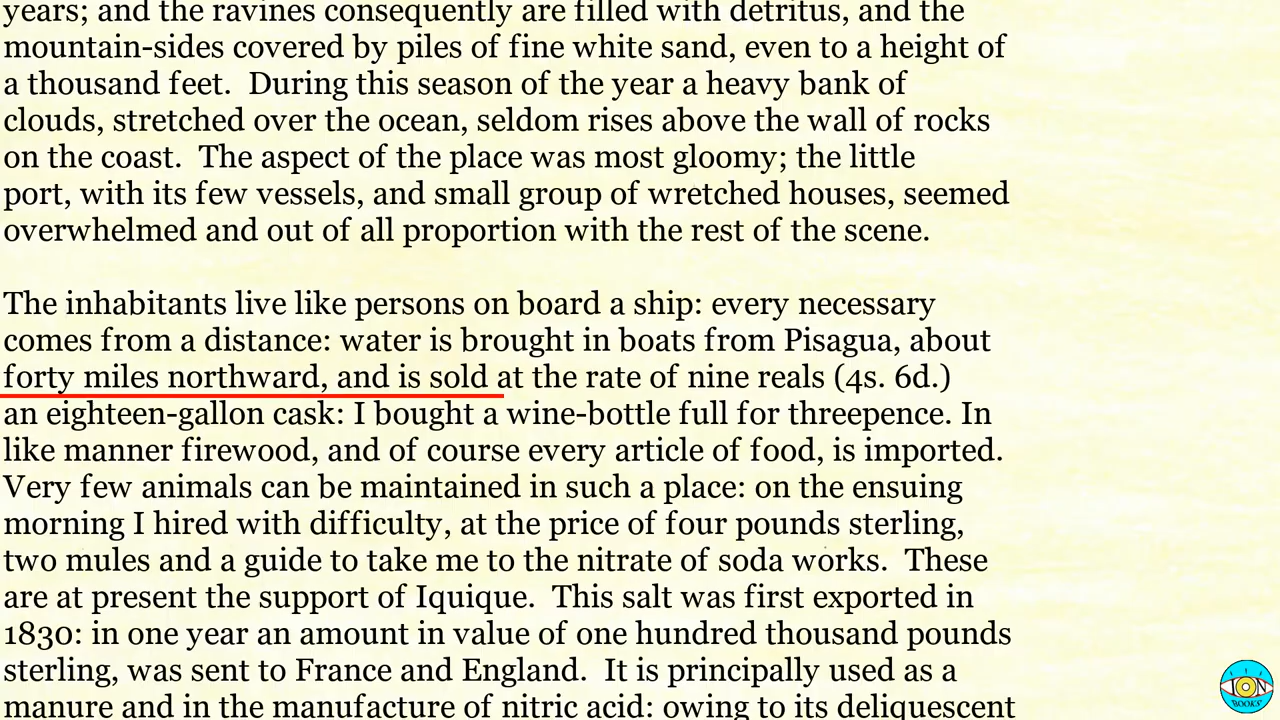 years; and the ravines consequently are filled with detritus, and the
mountain-sides covered by piles of fine white sand, even to a height of
a thousand feet.  During this season of the year a heavy bank of
clouds, stretched over the ocean, seldom rises above the wall of rocks
on the coast.  The aspect of the place was most gloomy; the little
port, with its few vessels, and small group of wretched houses, seemed
overwhelmed and out of all proportion with the rest of the scene.

The inhabitants live like persons on board a ship: every necessary
comes from a distance: water is brought in boats from Pisagua, about
forty miles northward, and is sold at the rate of nine reals (4s. 6d.)
an eighteen-gallon cask: I bought a wine-bottle full for threepence. In
like manner firewood, and of course every article of food, is imported.
Very few animals can be maintained in such a place: on the ensuing
morning I hired with difficulty, at the price of four pounds sterling,
two mules and a guide to take me to the nitrate of soda works.  These
are at present the support of Iquique.  This salt was first exported in
1830: in one year an amount in value of one hundred thousand pounds
sterling, was sent to France and England.  It is principally used as a
manure and in the manufacture of nitric acid: owing to its deliquescent
ION
BOOKS